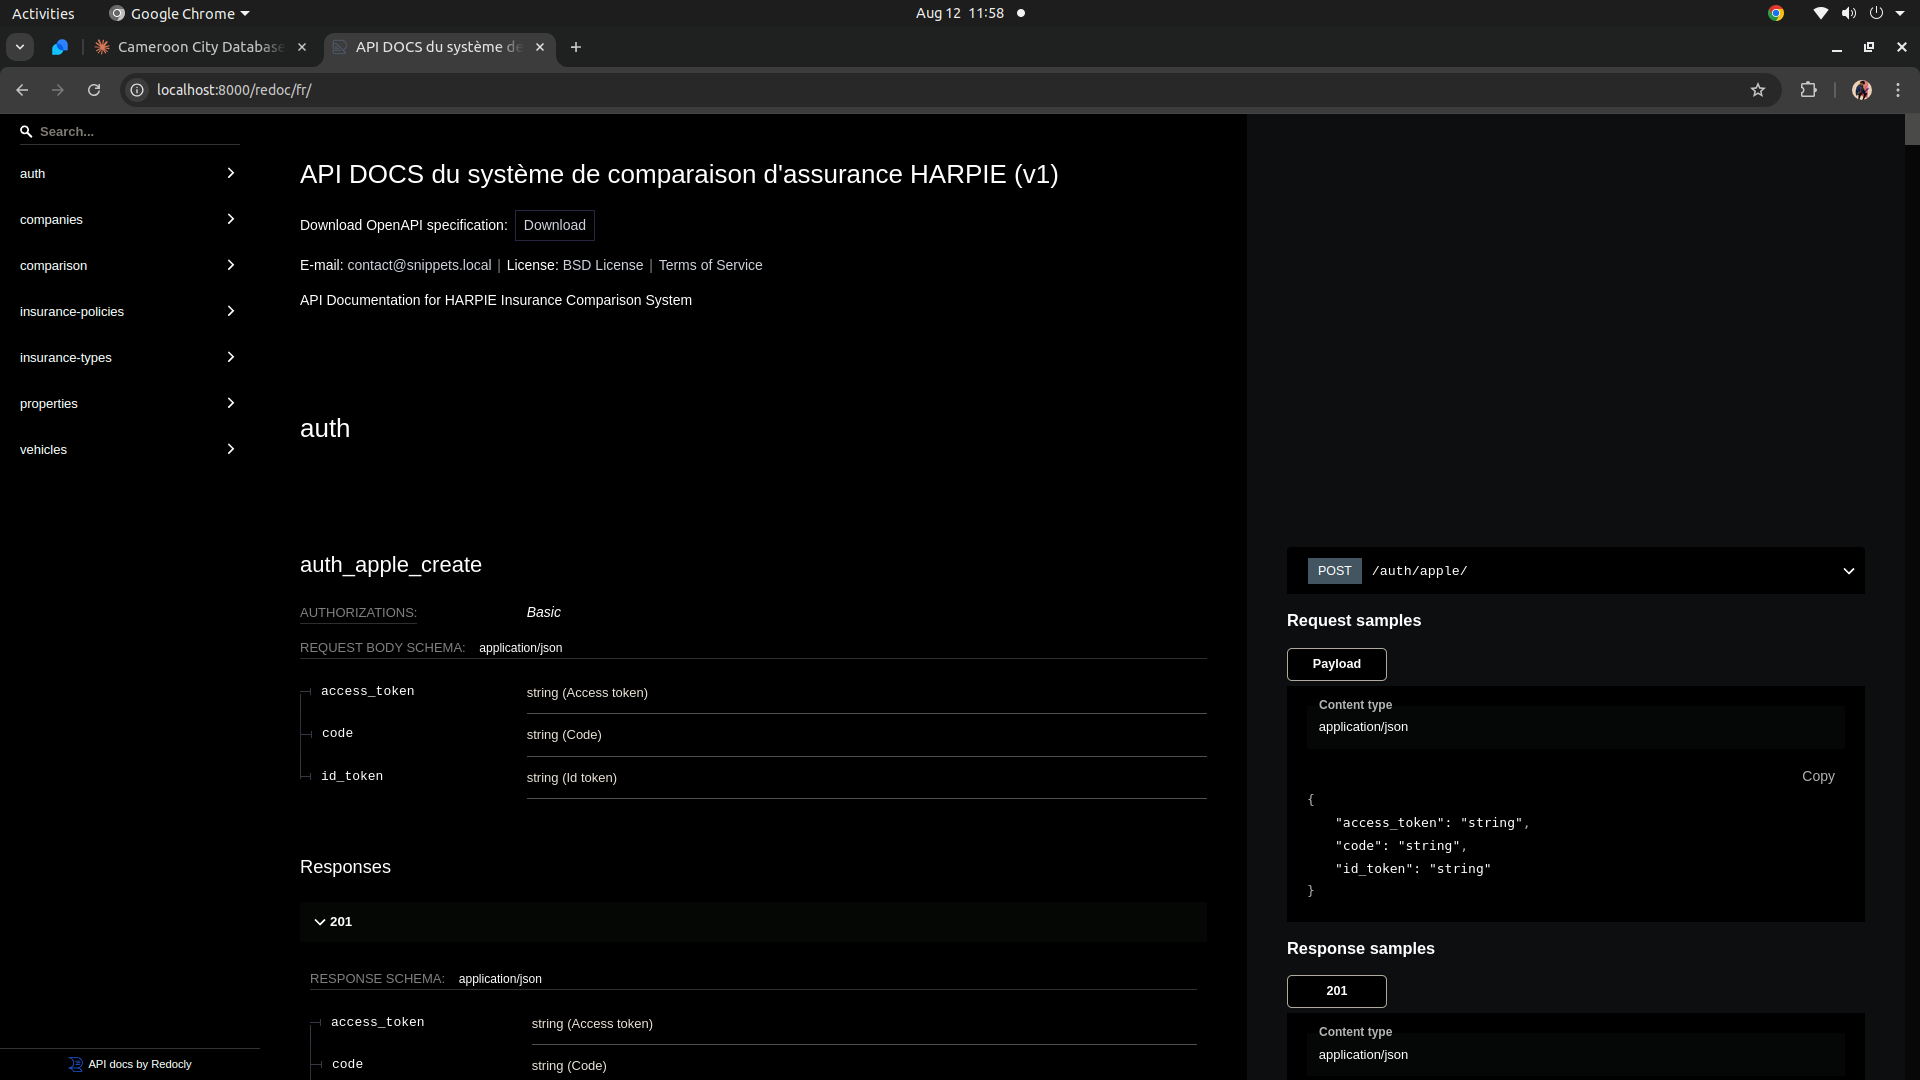 Activities
Google Chrome
Aug 12 11:58
Cameroon City Database
API DOCS du système de
localhost:8000/redoc/fr/
Search...
auth
companies
comparison
insurance-policies
insurance-types
properties
vehicles
API docs by Redocly
API DOCS du système de comparaison d'assurance HARPIE (v1)
Download OpenAPI specification: Download
E-mail: contact@snippets.local | License: BSD License | Terms of Service
API Documentation for HARPIE Insurance Comparison System
auth
auth_apple_create
AUTHORIZATIONS: Basic
REQUEST BODY SCHEMA: application/json
access_token string (Access token)
code string (Code)
id_token string (Id token)
Responses
201
RESPONSE SCHEMA: application/json
access_token string (Access token)
code string (Code)
POST /auth/apple/
Request samples
Payload
Content type
application/json
Copy
{
"access_token": "string",
"code": "string",
"id_token": "string"
}
Response samples
201
Content type
application/json